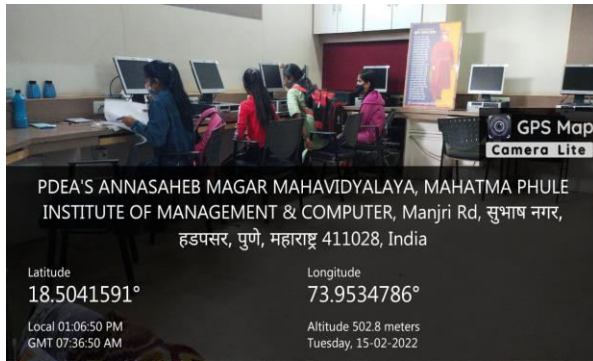 GPS Map
Camera Lite
PDEA'S ANNASAHEB MAGAR MAHAVIDYALAYA, MAHATMA PHULE
INSTITUTE OF MANAGEMENT & COMPUTER, Manjri Rd, सुभाष नगर,
हडपसर, पुणे, महाराष्ट्र 411028, India
Latitude
18.5041591°
Longitude
73.9534786°
Local 01:06:50 PM
GMT 07:36:50 AM
Altitude 502.8 meters
Tuesday, 15-02-2022